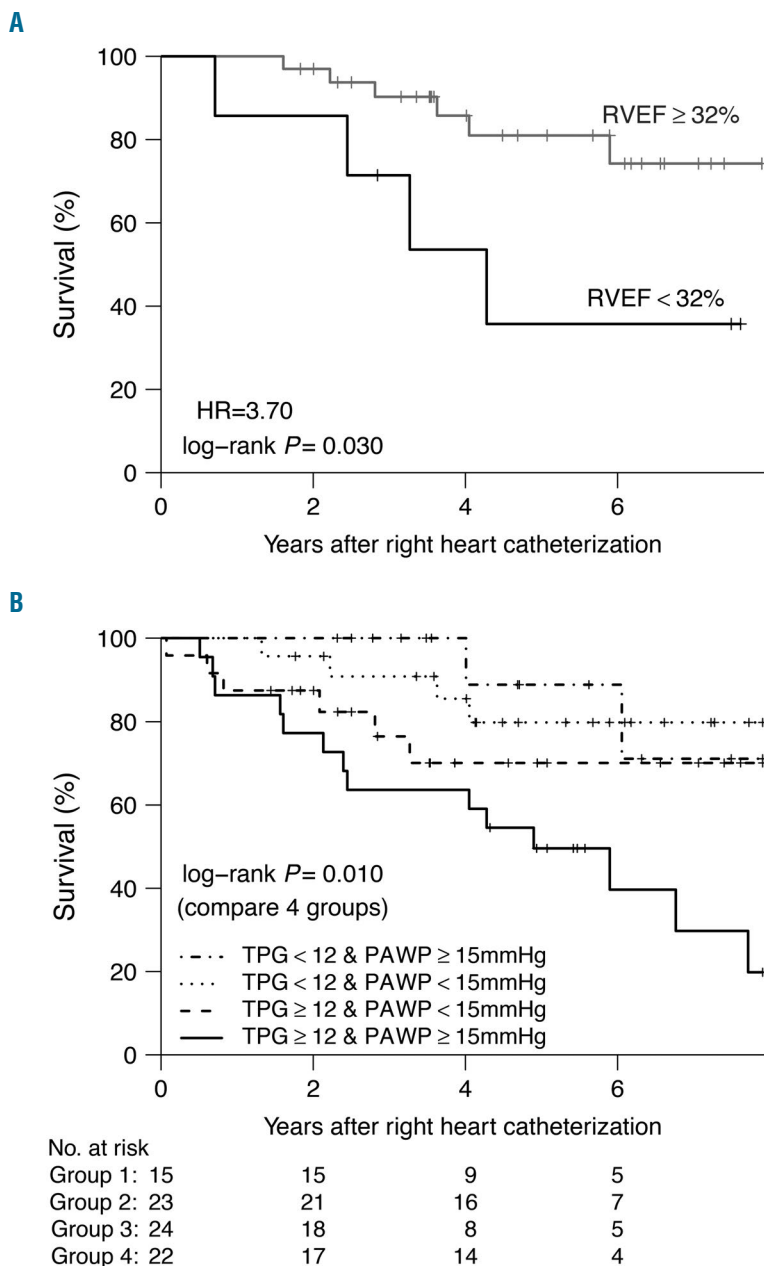 A
100
80
60
40
20
0
Survival (%)
RVEF ≥ 32%
RVEF < 32%
HR=3.70
log–rank P= 0.030
0 2 4 6
Years after right heart catheterization
B
100
80
60
40
20
0
Survival (%)
log–rank P= 0.010
(compare 4 groups)
TPG < 12 & PAWP ≥ 15mmHg
TPG < 12 & PAWP < 15mmHg
TPG ≥ 12 & PAWP < 15mmHg
TPG ≥ 12 & PAWP ≥ 15mmHg
0 2 4 6
Years after right heart catheterization
No. at risk
Group 1: 15 15 9 5
Group 2: 23 21 16 7
Group 3: 24 18 8 5
Group 4: 22 17 14 4